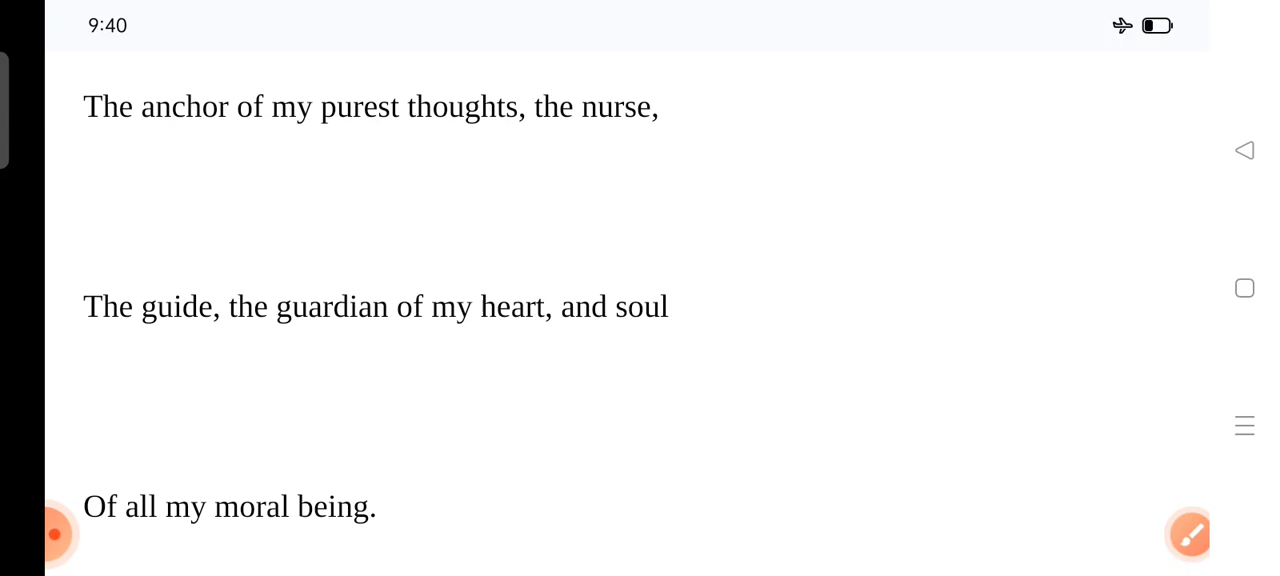 9:40
The anchor of my purest thoughts, the nurse,
The guide, the guardian of my heart, and soul
Of all my moral being.